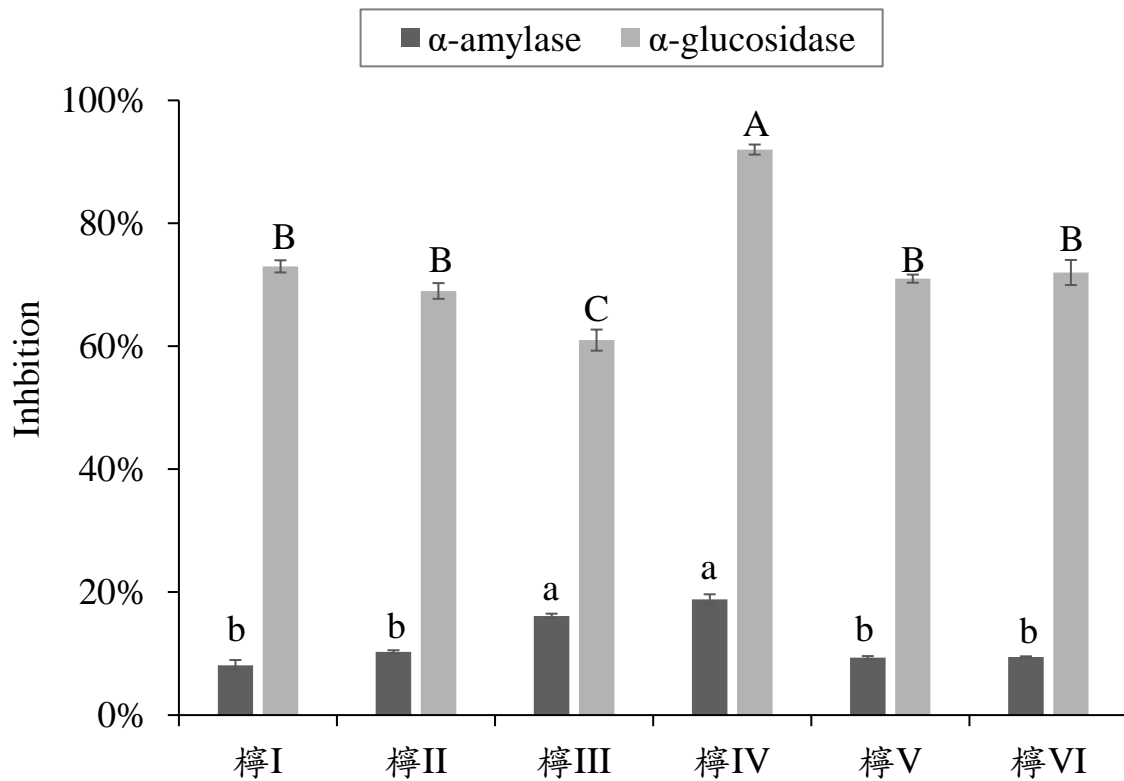 α-amylase α-glucosidase
100%
80%
60%
40%
20%
0%
Inhbition
b B
b B
a C
a A
b B
b B
檸I 檸II 檸III 檸IV 檸V 檸VI